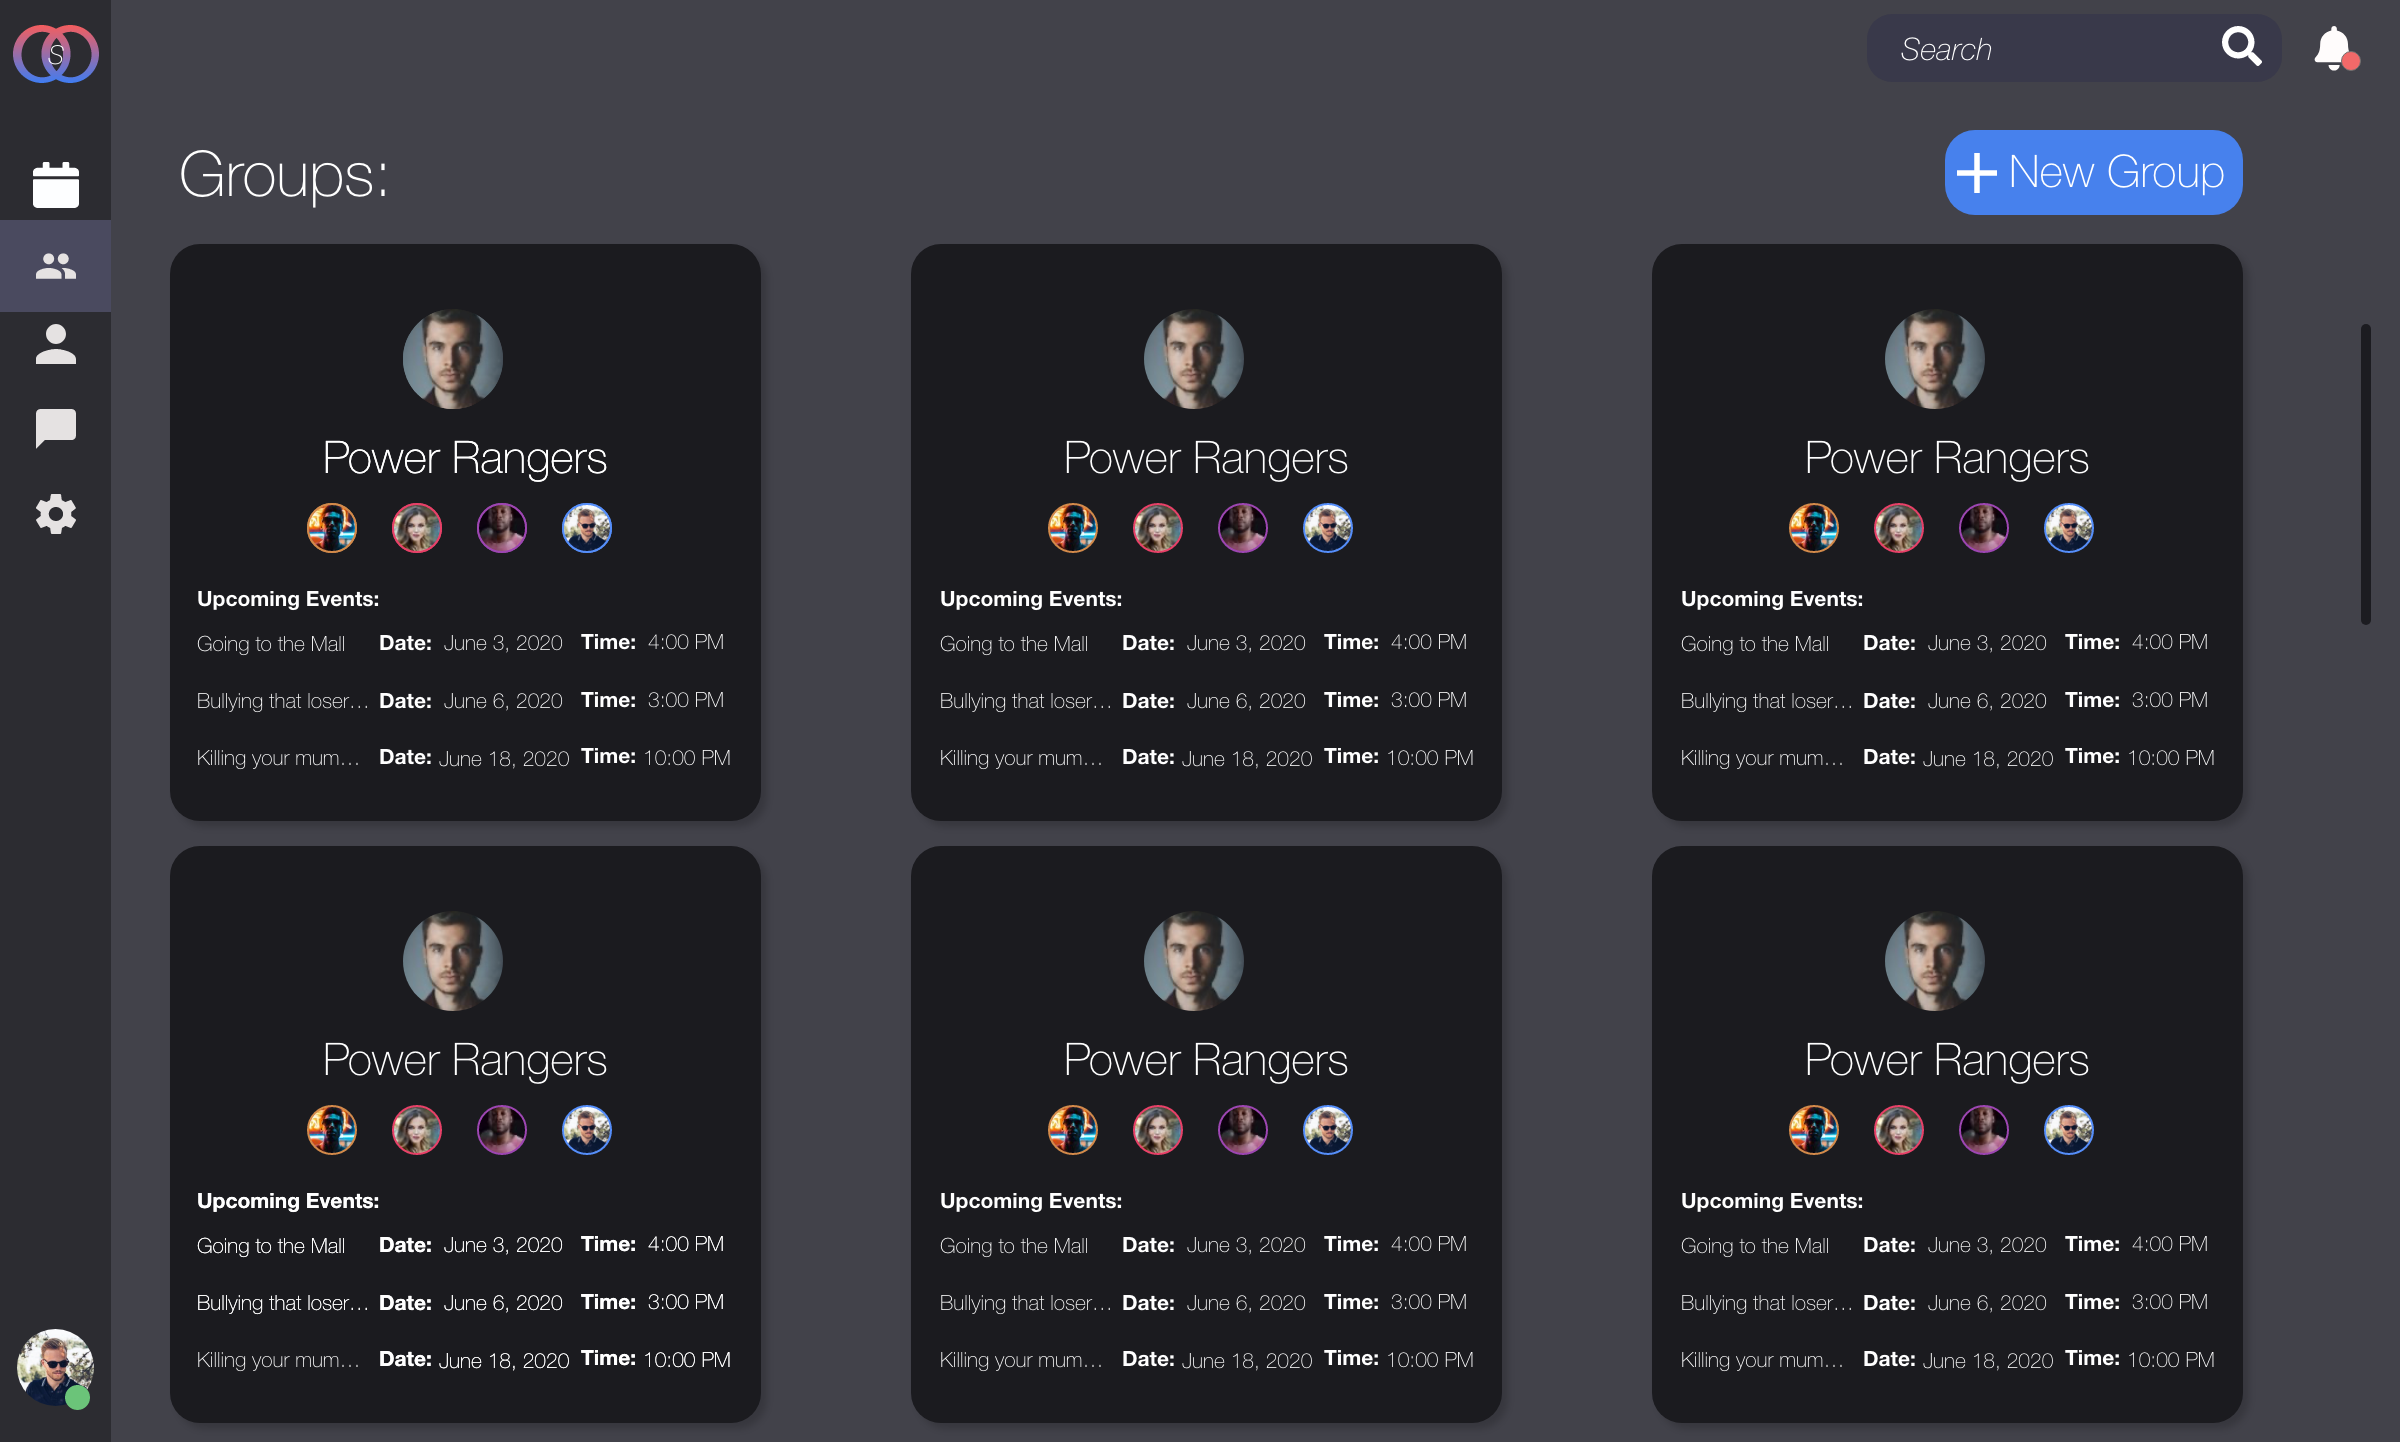 S
Search
Groups:
New Group
Power Rangers
Upcoming Events:
Going to the Mall Date: June 3, 2020 Time: 4:00 PM
Bullying that loser... Date: June 6, 2020 Time: 3:00 PM
Killing your mum... Date: June 18, 2020 Time: 10:00 PM
Power Rangers
Upcoming Events:
Going to the Mall Date: June 3, 2020 Time: 4:00 PM
Bullying that loser... Date: June 6, 2020 Time: 3:00 PM
Killing your mum... Date: June 18, 2020 Time: 10:00 PM
Power Rangers
Upcoming Events:
Going to the Mall Date: June 3, 2020 Time: 4:00 PM
Bullying that loser... Date: June 6, 2020 Time: 3:00 PM
Killing your mum... Date: June 18, 2020 Time: 10:00 PM
Power Rangers
Upcoming Events:
Going to the Mall Date: June 3, 2020 Time: 4:00 PM
Bullying that loser... Date: June 6, 2020 Time: 3:00 PM
Killing your mum... Date: June 18, 2020 Time: 10:00 PM
Power Rangers
Upcoming Events:
Going to the Mall Date: June 3, 2020 Time: 4:00 PM
Bullying that loser... Date: June 6, 2020 Time: 3:00 PM
Killing your mum... Date: June 18, 2020 Time: 10:00 PM
Power Rangers
Upcoming Events:
Going to the Mall Date: June 3, 2020 Time: 4:00 PM
Bullying that loser... Date: June 6, 2020 Time: 3:00 PM
Killing your mum... Date: June 18, 2020 Time: 10:00 PM